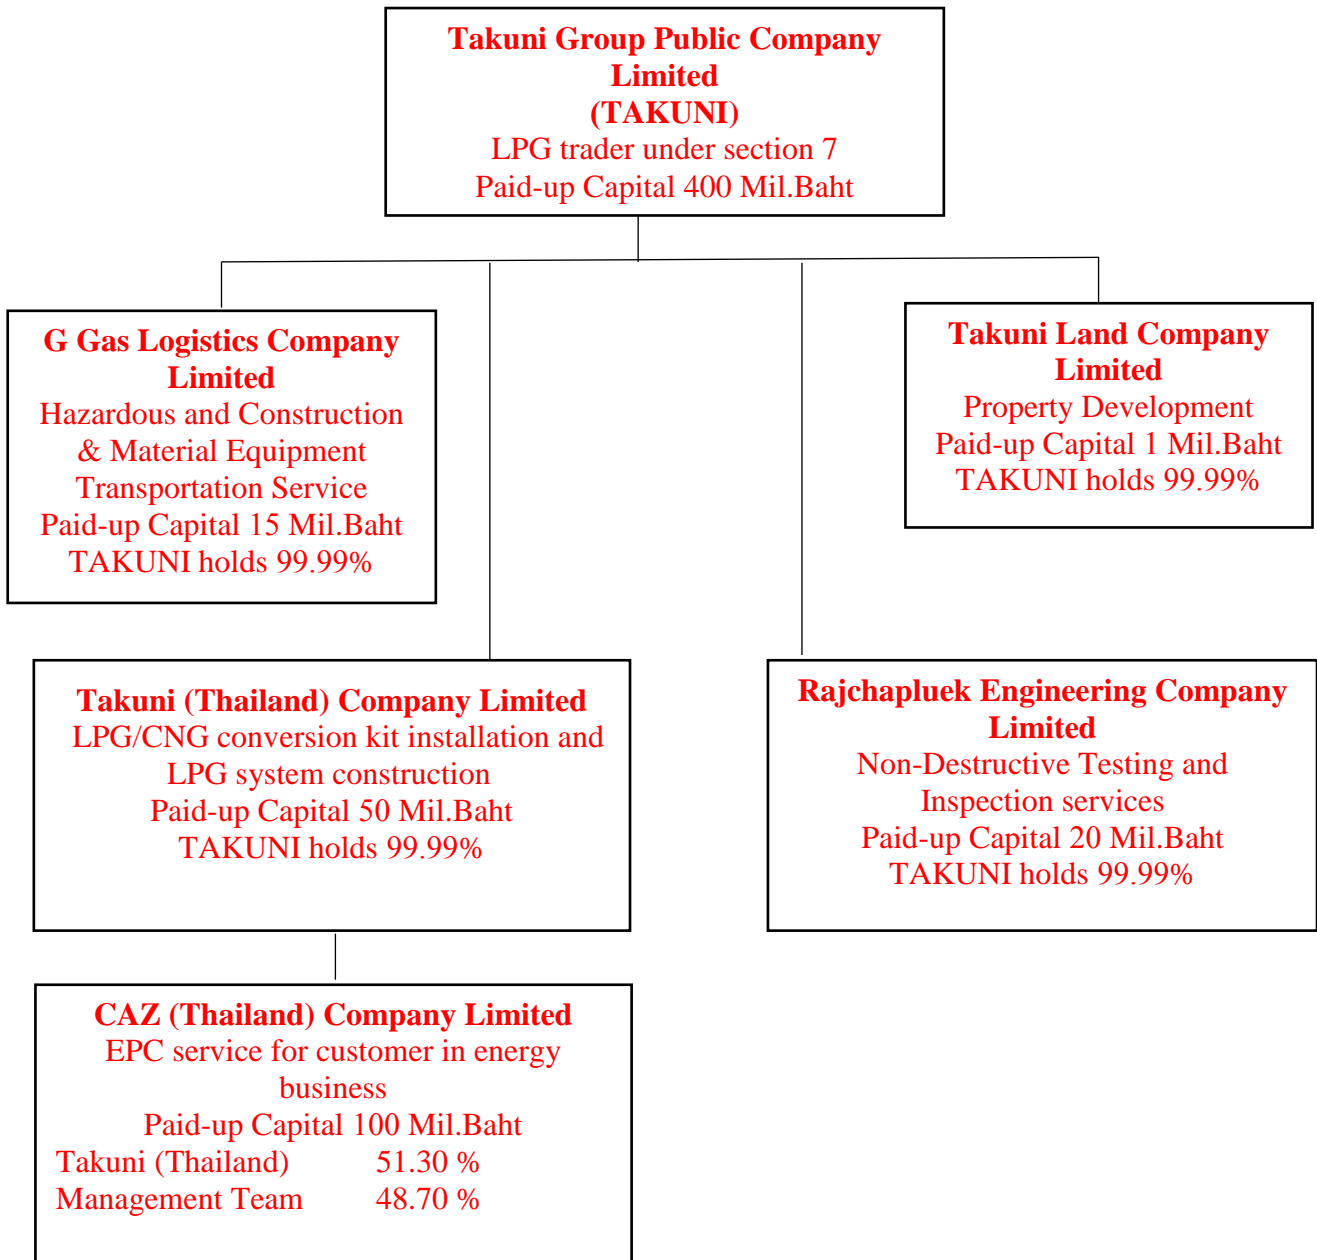 Takuni Group Public Company
Limited
(TAKUNI)
LPG trader under section 7
Paid-up Capital 400 Mil.Baht
G Gas Logistics Company
Limited
Hazardous and Construction
& Material Equipment
Transportation Service
Paid-up Capital 15 Mil.Baht
TAKUNI holds 99.99%
Takuni Land Company
Limited
Property Development
Paid-up Capital 1 Mil.Baht
TAKUNI holds 99.99%
Takuni (Thailand) Company Limited
LPG/CNG conversion kit installation and
LPG system construction
Paid-up Capital 50 Mil.Baht
TAKUNI holds 99.99%
Rajchapluek Engineering Company
Limited
Non-Destructive Testing and
Inspection services
Paid-up Capital 20 Mil.Baht
TAKUNI holds 99.99%
CAZ (Thailand) Company Limited
EPC service for customer in energy
business
Paid-up Capital 100 Mil.Baht
Takuni (Thailand) 51.30 %
Management Team 48.70 %